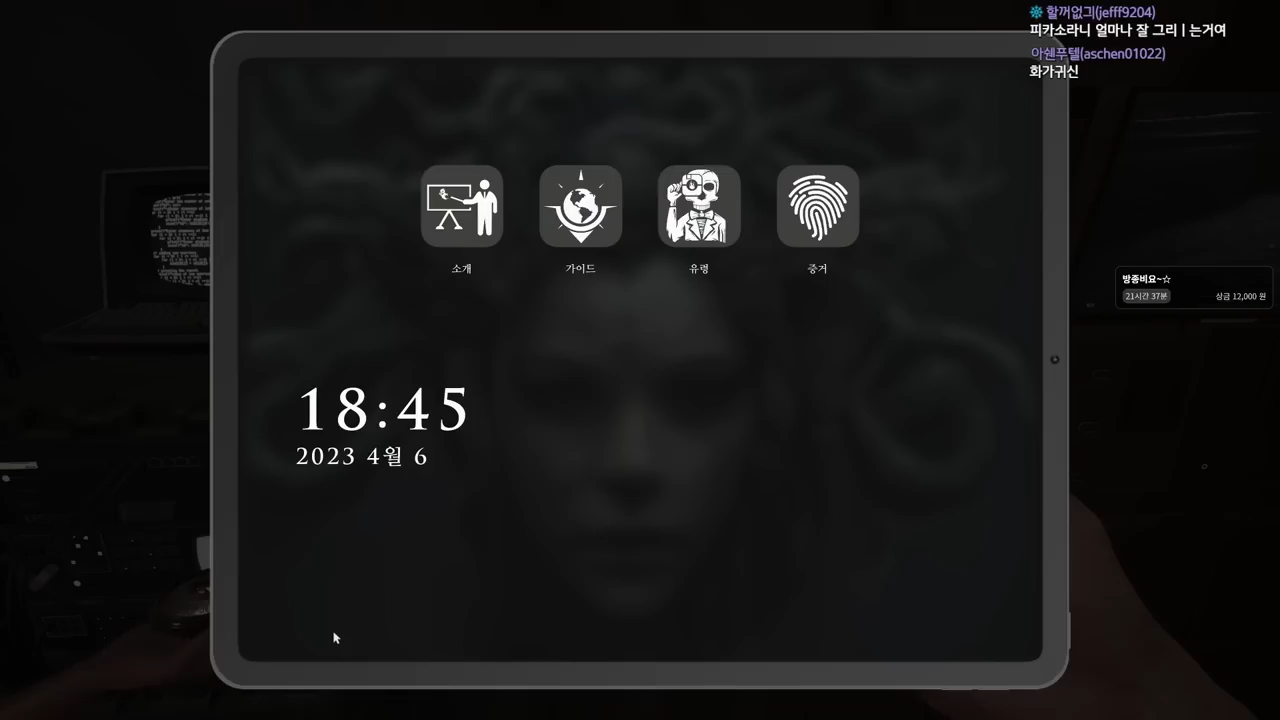 할꺼없긔(jefff9204)
피카소라니 얼마나 잘 그리 | 는거여
아쉔푸텔(aschen01022)
화가귀신
소개
가이드
유령
증거
방종비요~☆
21시간 37분
상금 12,000 원
18:45
2023 4월 6